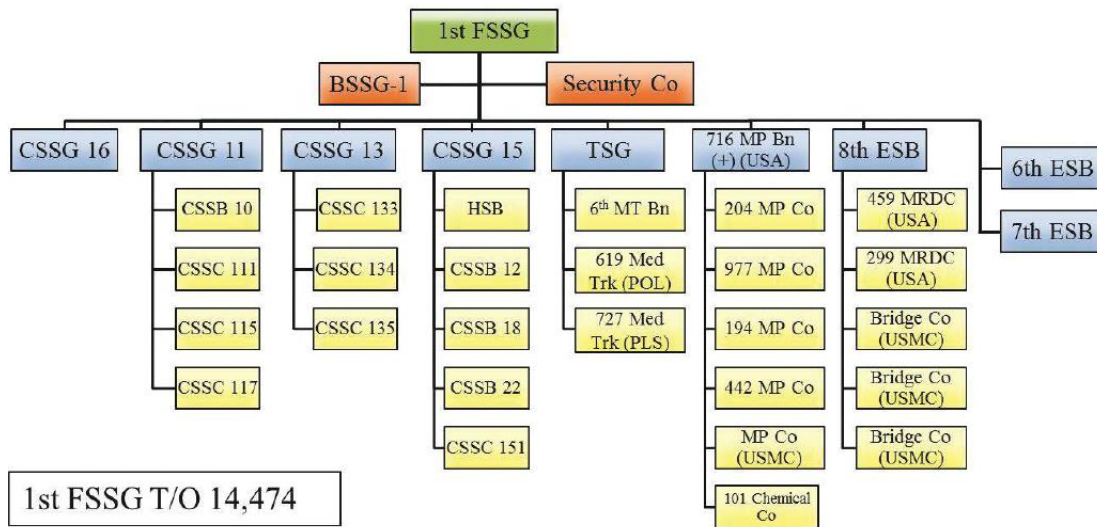 1st FSSG
BSSG-1
Security Co
CSSG 16
CSSG 11
CSSG 13
CSSG 15
TSG
716 MP Bn
(+) (USA)
8th ESB
6th ESB
7th ESB
CSSB 10
CSSC 111
CSSC 115
CSSC 117
CSSC 133
CSSC 134
CSSC 135
HSB
CSSB 12
CSSB 18
CSSB 22
CSSC 151
6th MT Bn
619 Med
Trk (POL)
727 Med
Trk (PLS)
204 MP Co
977 MP Co
194 MP Co
442 MP Co
MP Co
(USMC)
101 Chemical
Co
459 MRDC
(USA)
299 MRDC
(USA)
Bridge Co
(USMC)
Bridge Co
(USMC)
Bridge Co
(USMC)
1st FSSG T/O 14,474